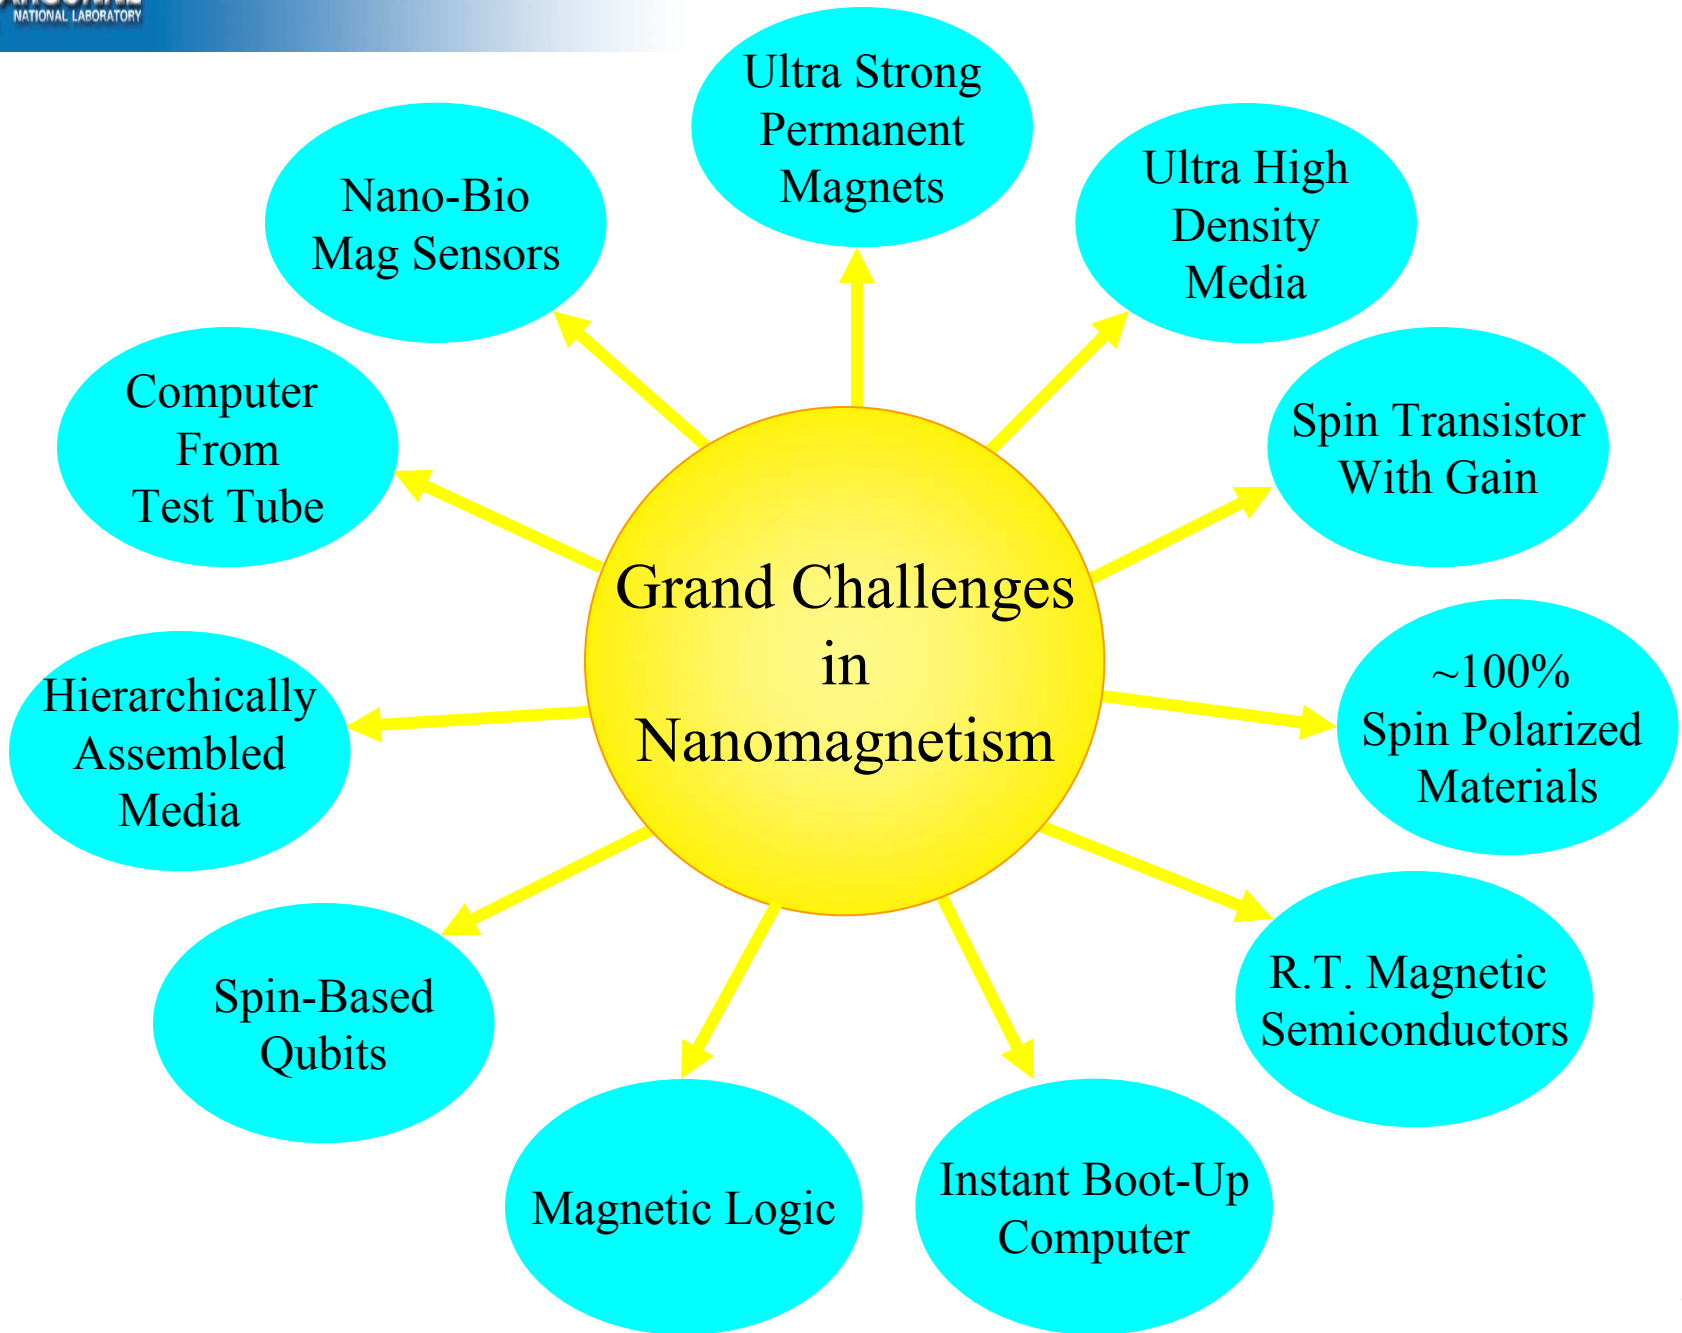 NATIONAL LABORATORY
Ultra Strong
Permanent
Magnets
Ultra High
Density
Media
Spin Transistor
With Gain
~100%
Spin Polarized
Materials
R.T. Magnetic
Semiconductors
Instant Boot-Up
Computer
Magnetic Logic
Spin-Based
Qubits
Hierarchically
Assembled
Media
Computer
From
Test Tube
Nano-Bio
Mag Sensors
Grand Challenges
in
Nanomagnetism